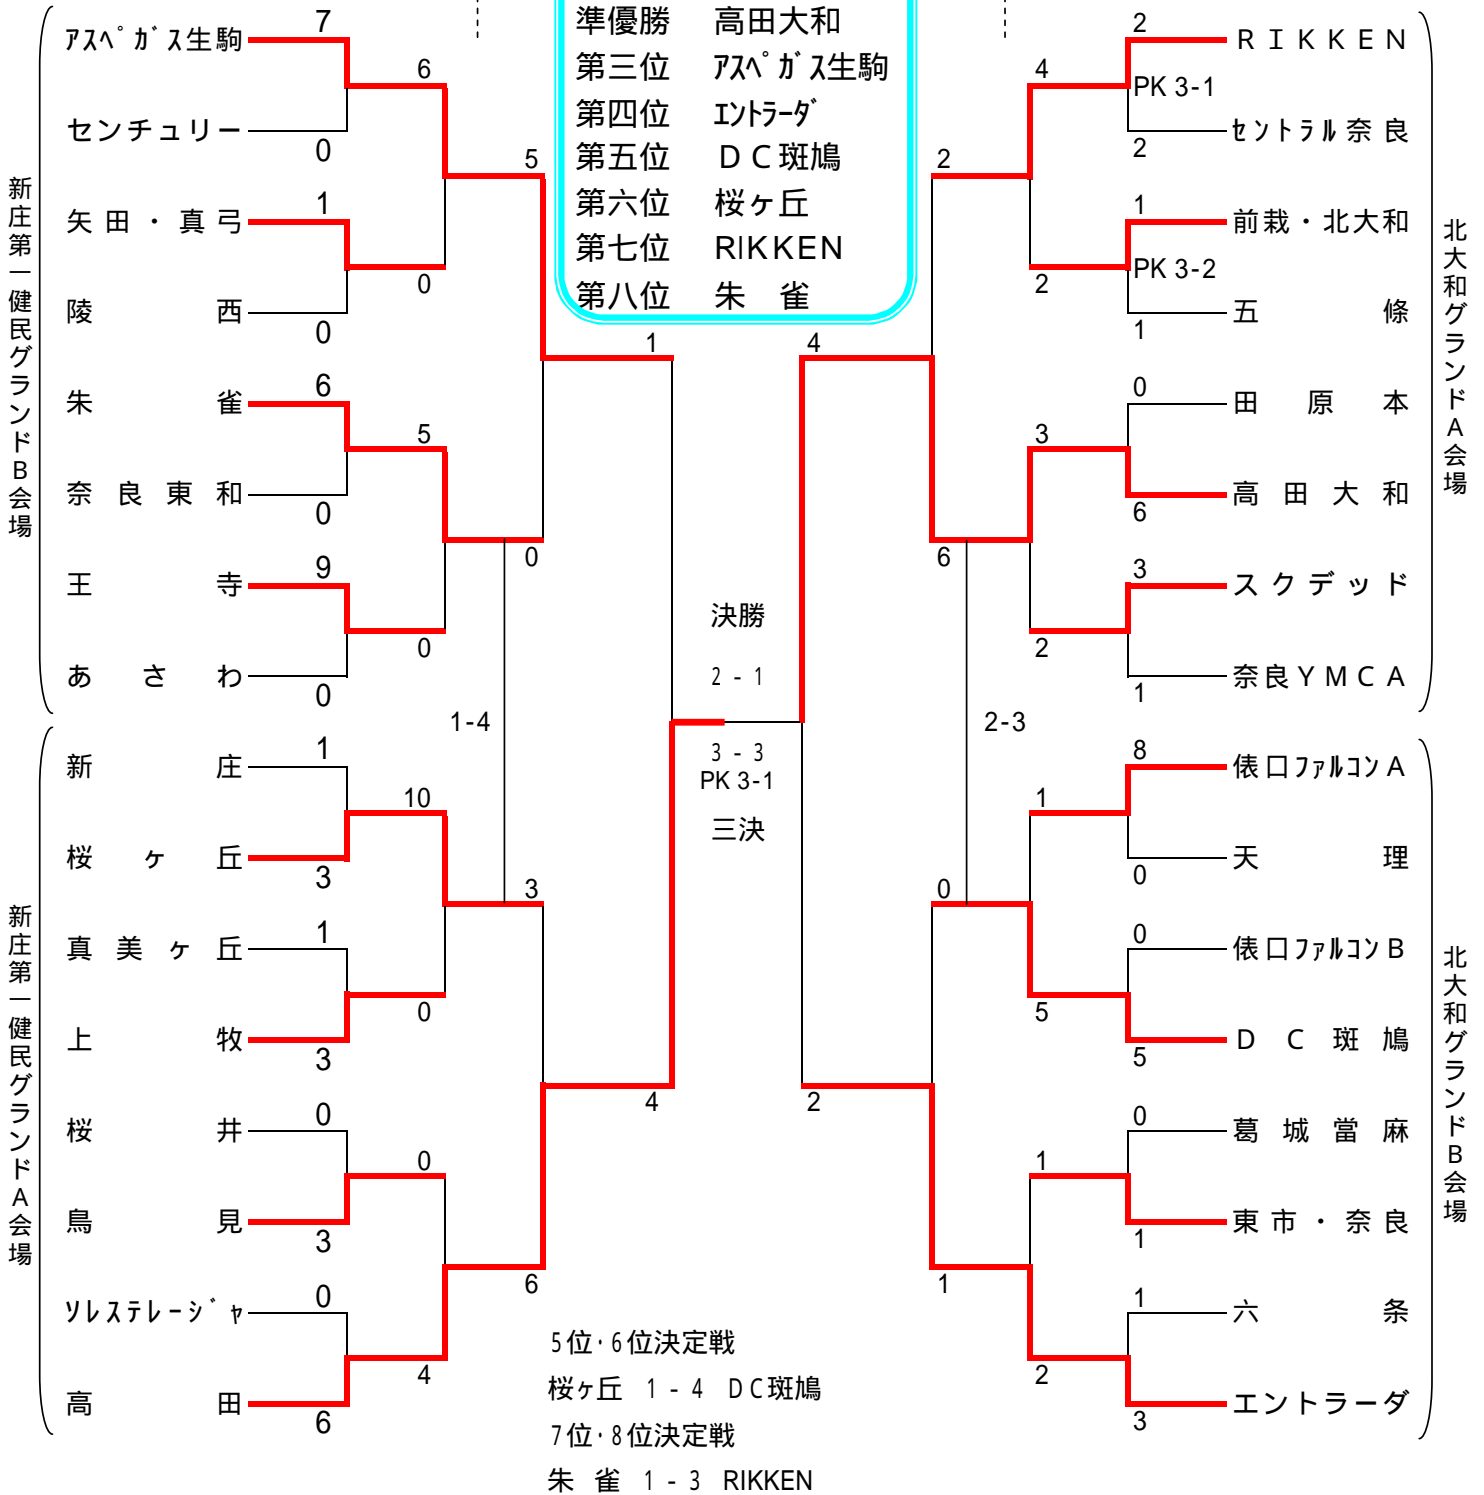 準優勝 高田大和
第三位 アスペガス生駒
第四位 エントラーダ
第五位 DC斑鳩
第六位 桜ヶ丘
第七位 RIKKEN
第八位 朱雀
新庄第一健民グランドB会場
アスペガス生駒 7
センチュリー 0
6
矢田・真弓 1
陵西 0
0
5
朱雀 6
奈良東和 0
5
王寺 9
あさわ 0
0
0
1
新庄第一健民グランドA会場
新庄 1
桜ヶ丘 3
10
真美ヶ丘 1
上牧 3
0
3
桜井 0
鳥見 3
0
ソレステレージャ 0
高田 6
4
6
4
1-4
決勝
2 - 1
3 - 3
PK 3-1
三決
北大和グランドA会場
2 RIKKEN
PK 3-1
2 セントラル奈良
4
1 前栽・北大和
PK 3-2
1 五條
2
2
0 田原本
6 高田大和
3
3 スクデッド
1 奈良YMCA
2
6
4
2-3
北大和グランドB会場
8 俵口ファルコンA
0 天理
1
0 俵口ファルコンB
5 DC斑鳩
5
0
0 葛城當麻
1 東市・奈良
1
1 六条
3 エントラーダ
2
1
2
5位・6位決定戦
桜ヶ丘 1 - 4 DC斑鳩
7位・8位決定戦
朱雀 1 - 3 RIKKEN